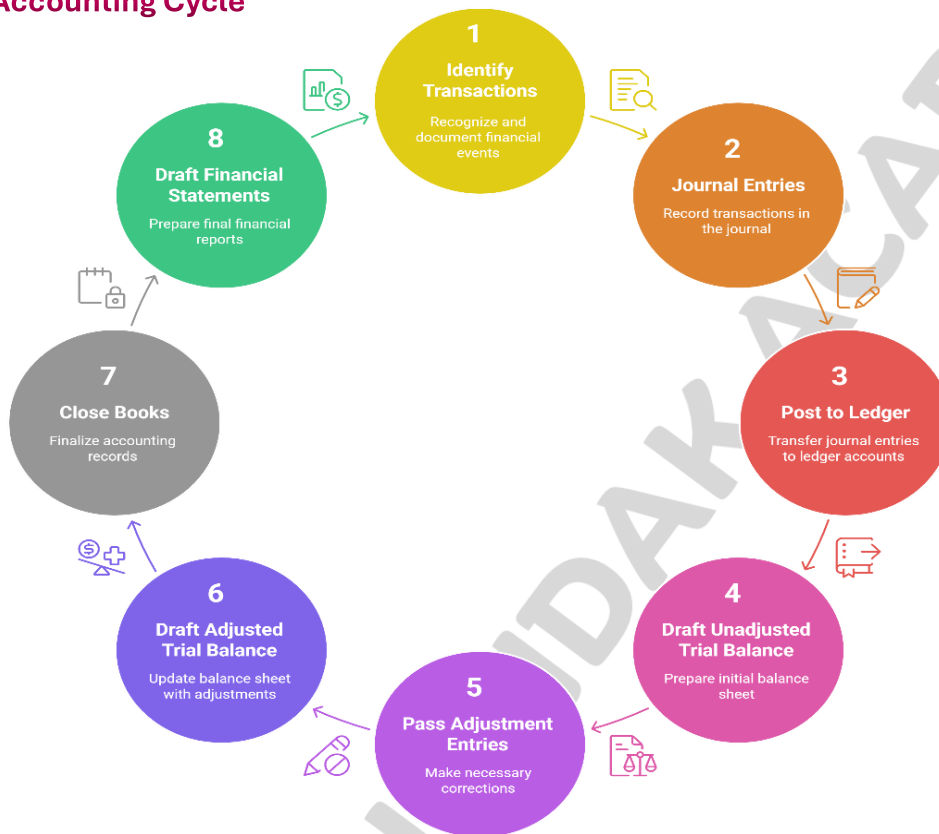 Accounting Cycle
1
Identify
Transactions
Recognize and
document financial
events
2
Journal Entries
Record transactions in
the journal
3
Post to Ledger
Transfer journal entries
to ledger accounts
4
Draft Unadjusted
Trial Balance
Prepare initial balance
sheet
5
Pass Adjustment
Entries
Make necessary
corrections
6
Draft Adjusted
Trial Balance
Update balance sheet
with adjustments
7
Close Books
Finalize accounting
records
8
Draft Financial
Statements
Prepare final financial
reports